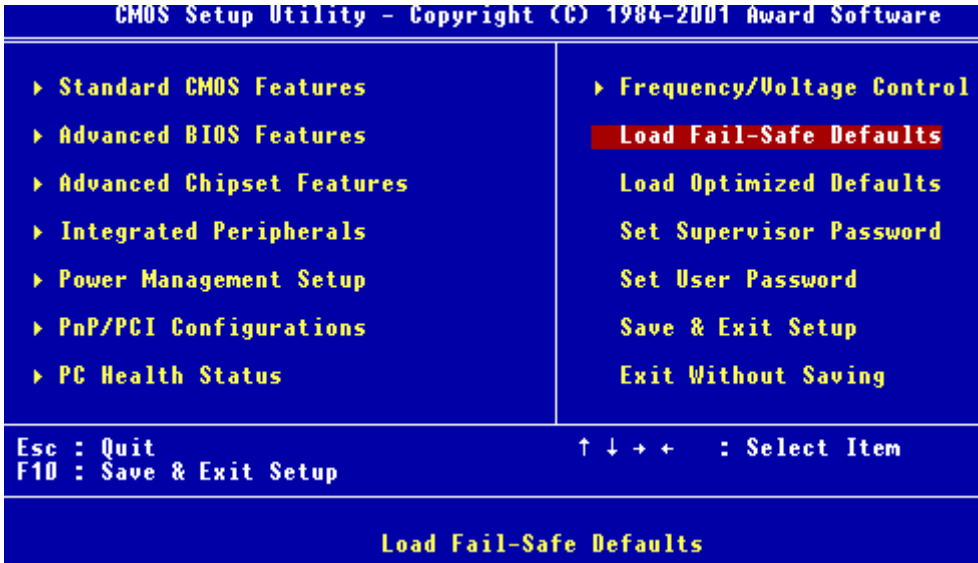 CMOS Setup Utility - Copyright (C) 1984-2001 Award Software
Standard CMOS Features
Advanced BIOS Features
Advanced Chipset Features
Integrated Peripherals
Power Management Setup
PnP/PCI Configurations
PC Health Status
Frequency/Voltage Control
Load Fail-Safe Defaults
Load Optimized Defaults
Set Supervisor Password
Set User Password
Save & Exit Setup
Exit Without Saving
Esc : Quit
F10 : Save & Exit Setup
↑ ↓ → ← : Select Item
Load Fail-Safe Defaults